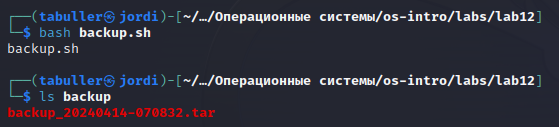 ┌──(tabuller㉿jordi)-[~/…/Операционные системы/os-intro/labs/lab12]
└─$ bash backup.sh
backup.sh
┌──(tabuller㉿jordi)-[~/…/Операционные системы/os-intro/labs/lab12]
└─$ ls backup
backup_20240414-070832.tar